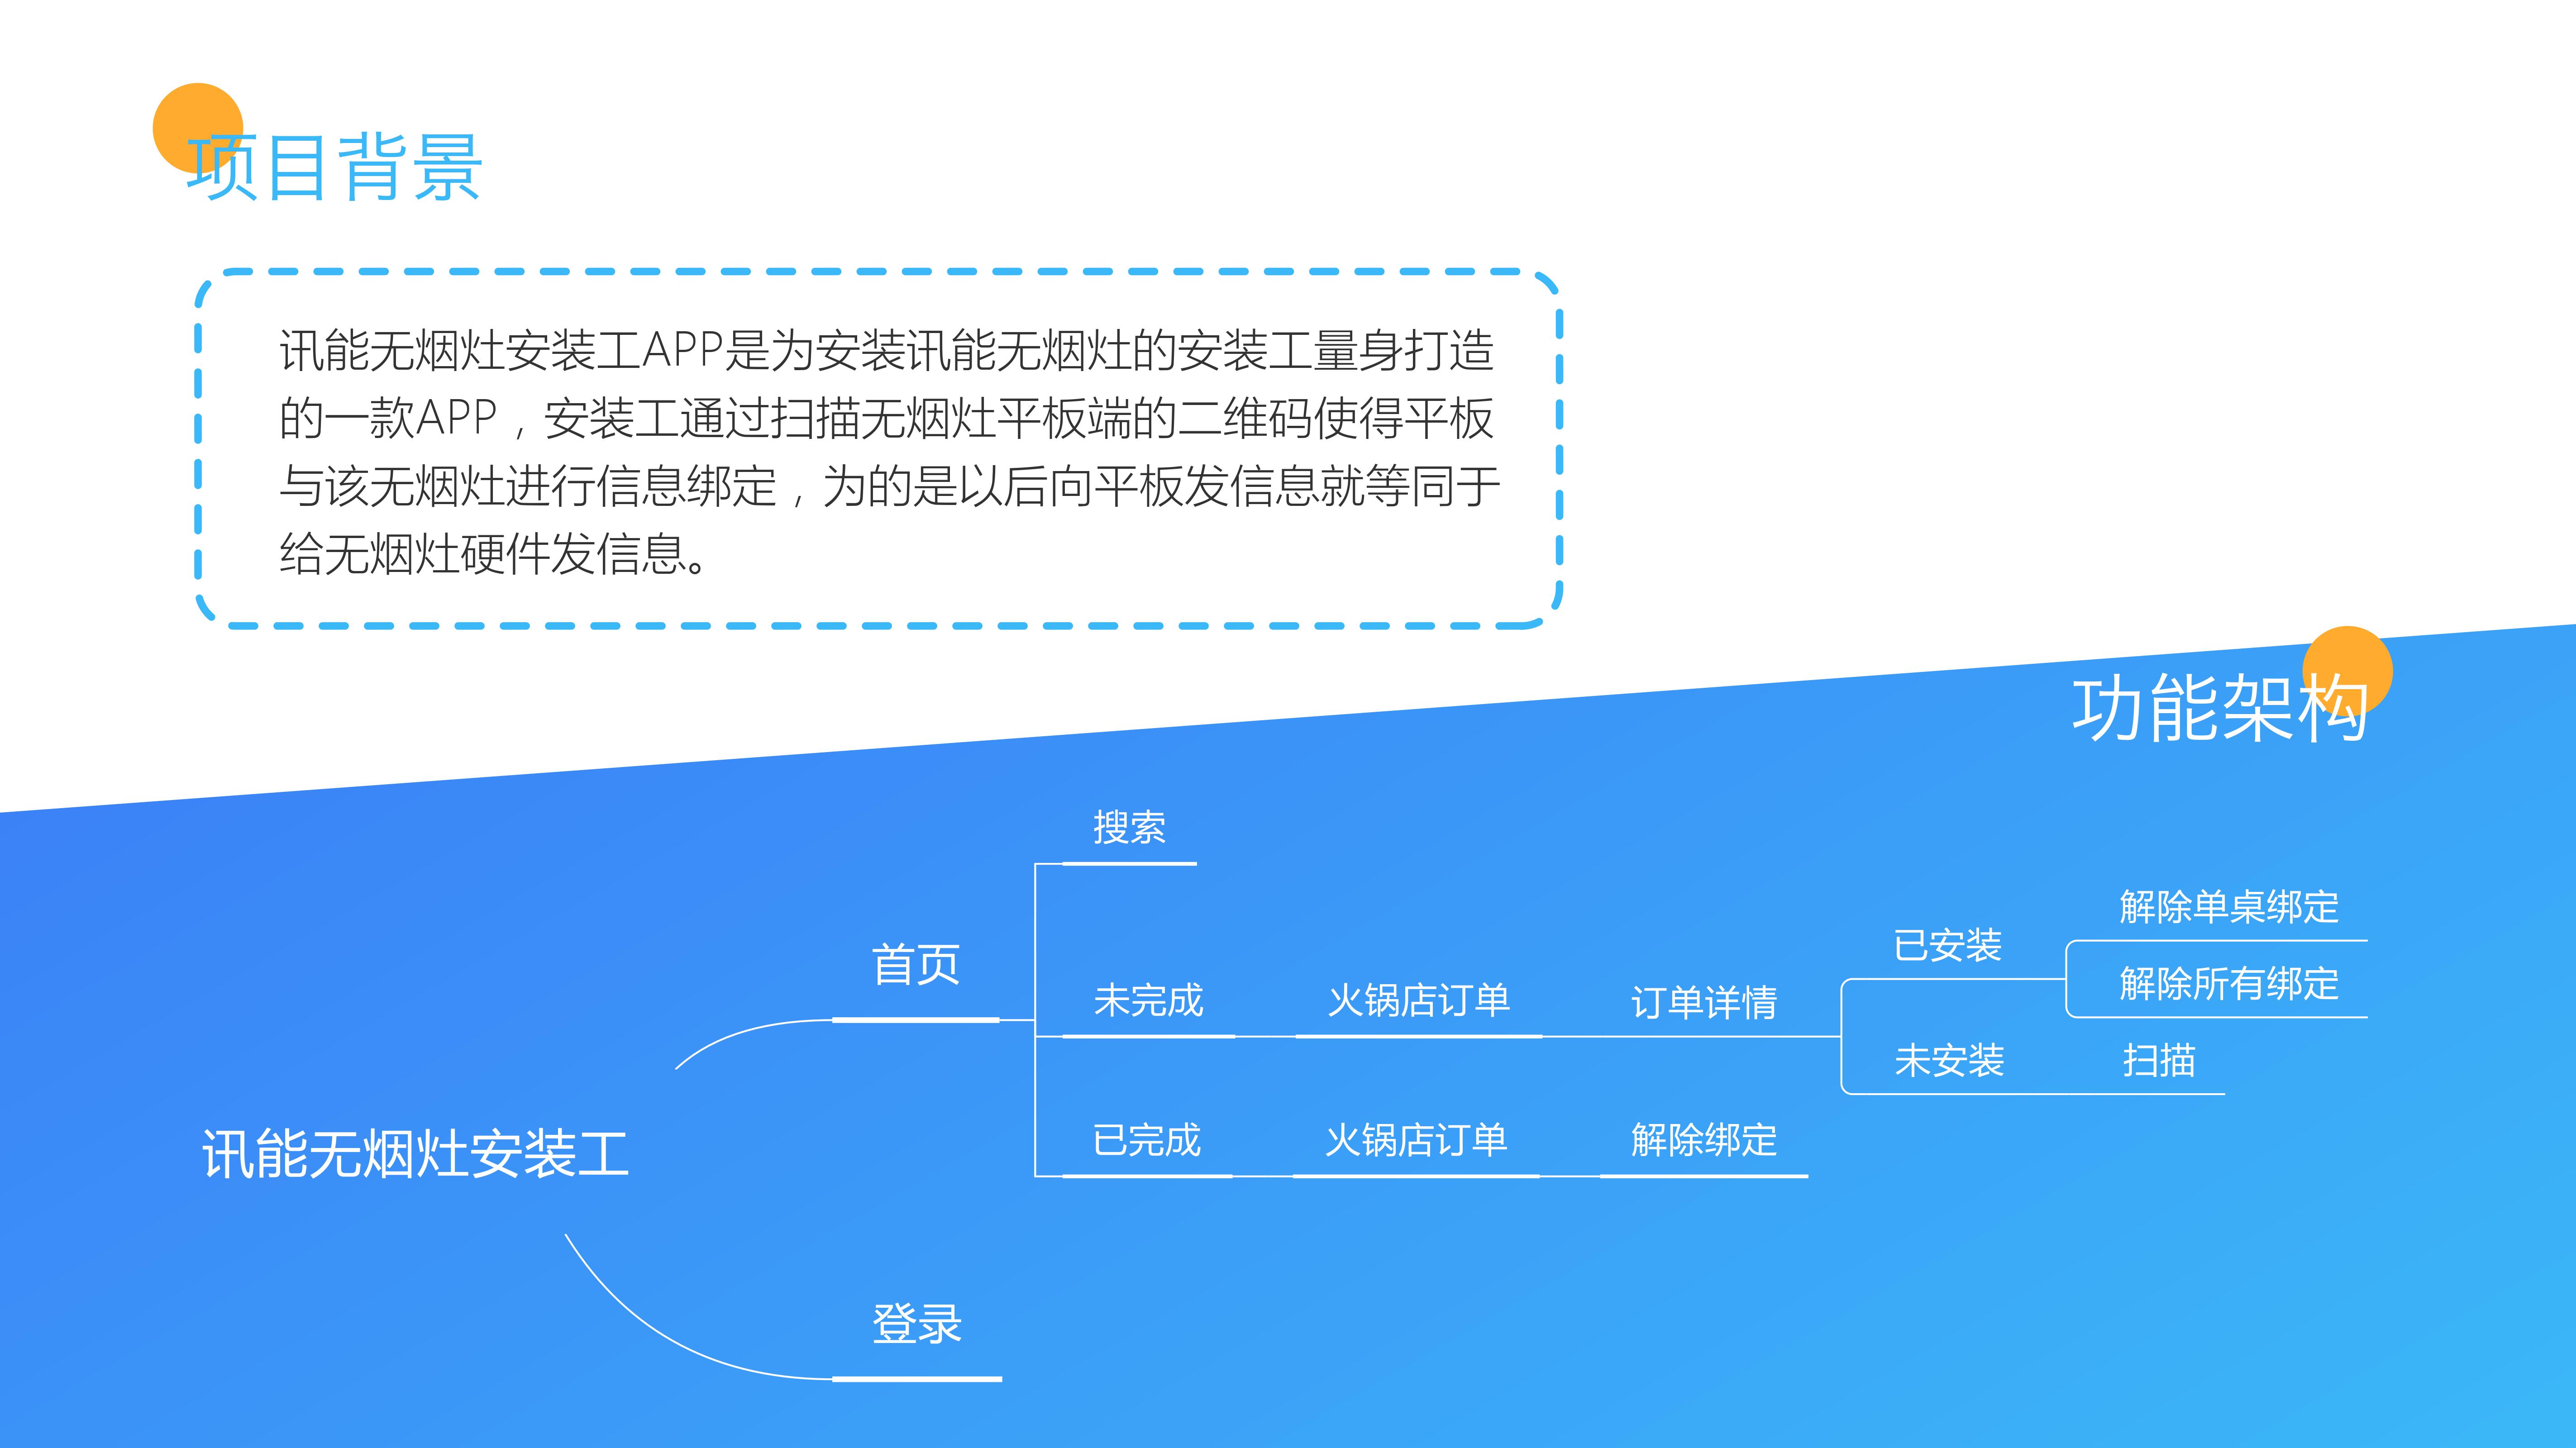 项目背景
讯能无烟灶安装工APP是为安装讯能无烟灶的安装工量身打造
的一款APP，安装工通过扫描无烟灶平板端的二维码使得平板
与该无烟灶进行信息绑定，为的是以后向平板发信息就等同于
给无烟灶硬件发信息。
功能架构
讯能无烟灶安装工
首页
搜索
未完成
火锅店订单
订单详情
已安装
解除单桌绑定
解除所有绑定
未安装
扫描
已完成
火锅店订单
解除绑定
登录